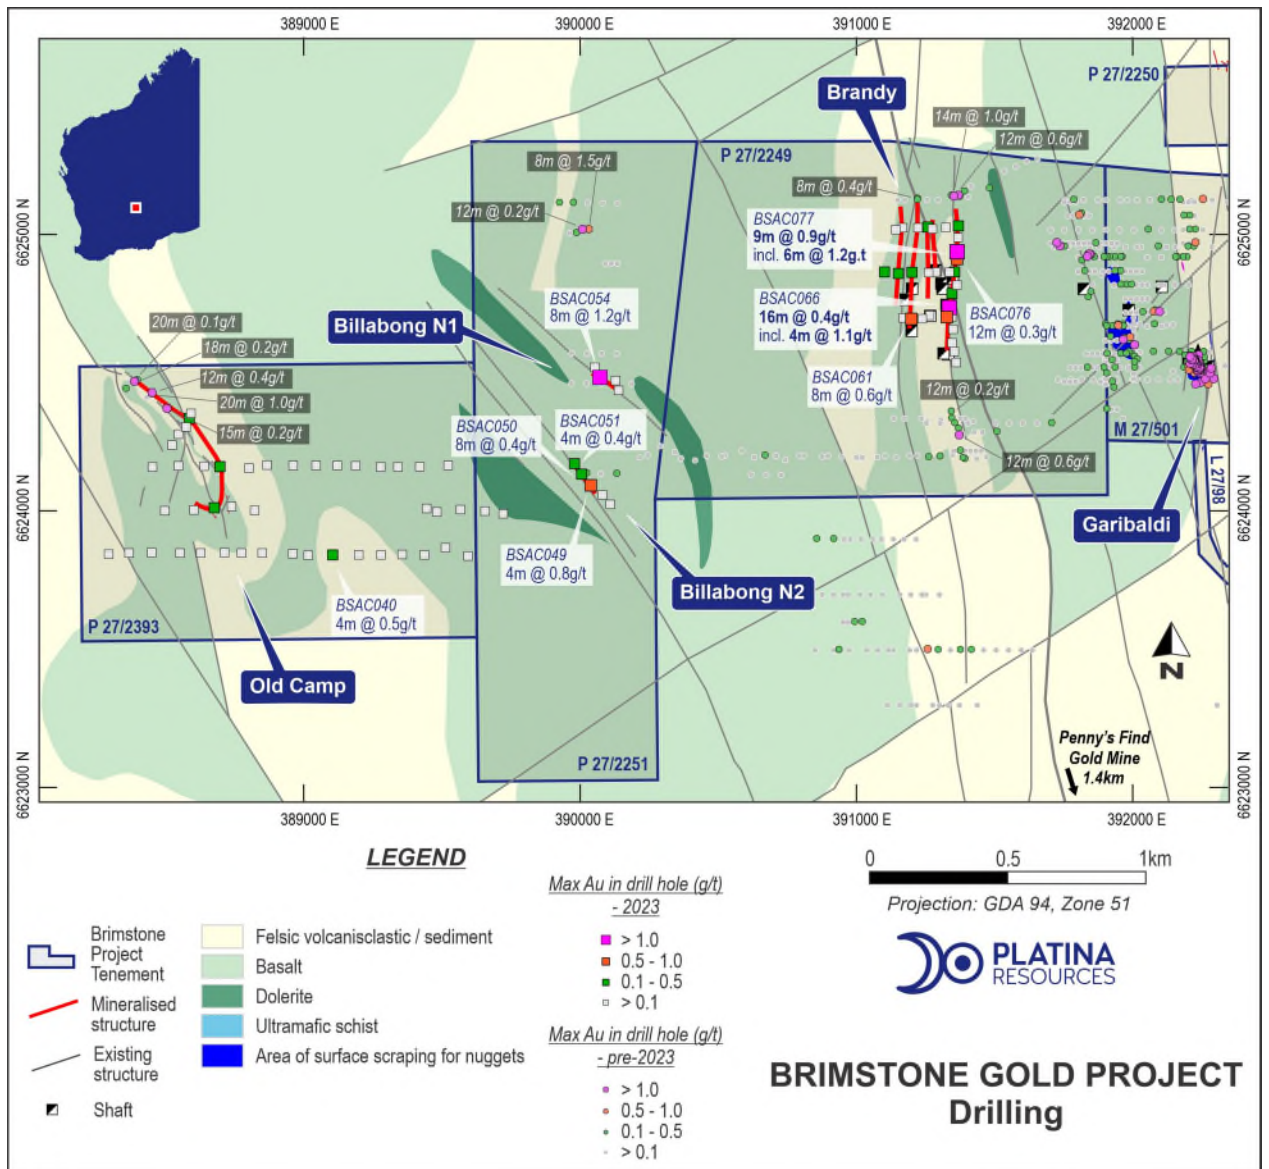 389000 E
390000 E
391000 E
392000 E
P 27/2250
Brandy
14m @ 1.0g/t
12m @ 0.6g/t
P 27/2249
8m @ 1.5g/t
8m @ 0.4g/t
12m @ 0.2g/t
6625000 N
6625000 N
BSAC077
9m @ 0.9g/t
incl. 6m @ 1.2g.t
BSAC054
8m @ 1.2g/t
BSAC066
16m @ 0.4g/t
incl. 4m @ 1.1g/t
BSAC076
12m @ 0.3g/t
Billabong N1
20m @ 0.1g/t
18m @ 0.2g/t
12m @ 0.4g/t
20m @ 1.0g/t
15m @ 0.2g/t
BSAC061
8m @ 0.6g/t
12m @ 0.2g/t
BSAC051
4m @ 0.4g/t
BSAC050
8m @ 0.4g/t
M 27/501
12m @ 0.6g/t
L 27/98
6624000 N
6624000 N
Garibaldi
BSAC049
4m @ 0.8g/t
Billabong N2
BSAC040
4m @ 0.5g/t
P 27/2393
Old Camp
N
Penny's Find
Gold Mine
1.4km
P 27/2251
6623000 N
6623000 N
389000 E
390000 E
391000 E
392000 E
LEGEND
Brimstone
Project
Tenement
Mineralised
structure
Existing
structure
Shaft
Felsic volcanisclastic / sediment
Basalt
Dolerite
Ultramafic schist
Area of surface scraping for nuggets
Max Au in drill hole (g/t)
- 2023
> 1.0
0.5 - 1.0
0.1 - 0.5
> 0.1
Max Au in drill hole (g/t)
- pre-2023
> 1.0
0.5 - 1.0
0.1 - 0.5
> 0.1
0 0.5 1km
Projection: GDA 94, Zone 51
PLATINA
RESOURCES
BRIMSTONE GOLD PROJECT
Drilling